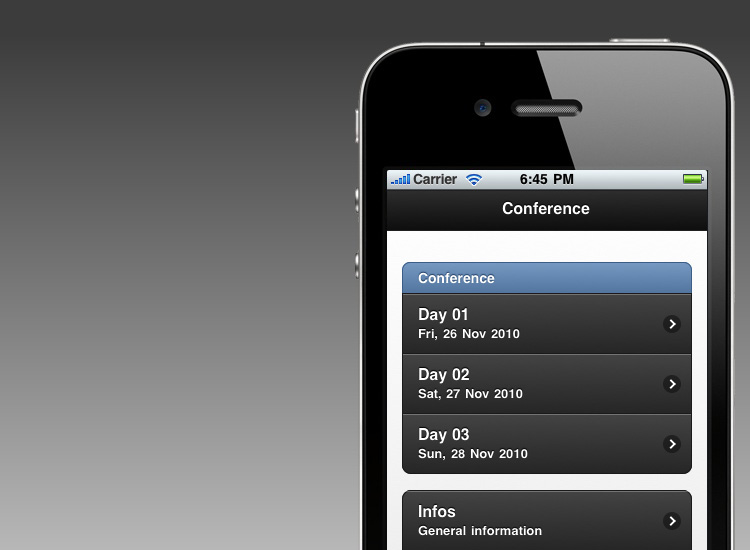 Carrier 6:45 PM
Conference
Conference
Day 01
Fri, 26 Nov 2010
Day 02
Sat, 27 Nov 2010
Day 03
Sun, 28 Nov 2010
Infos
General information